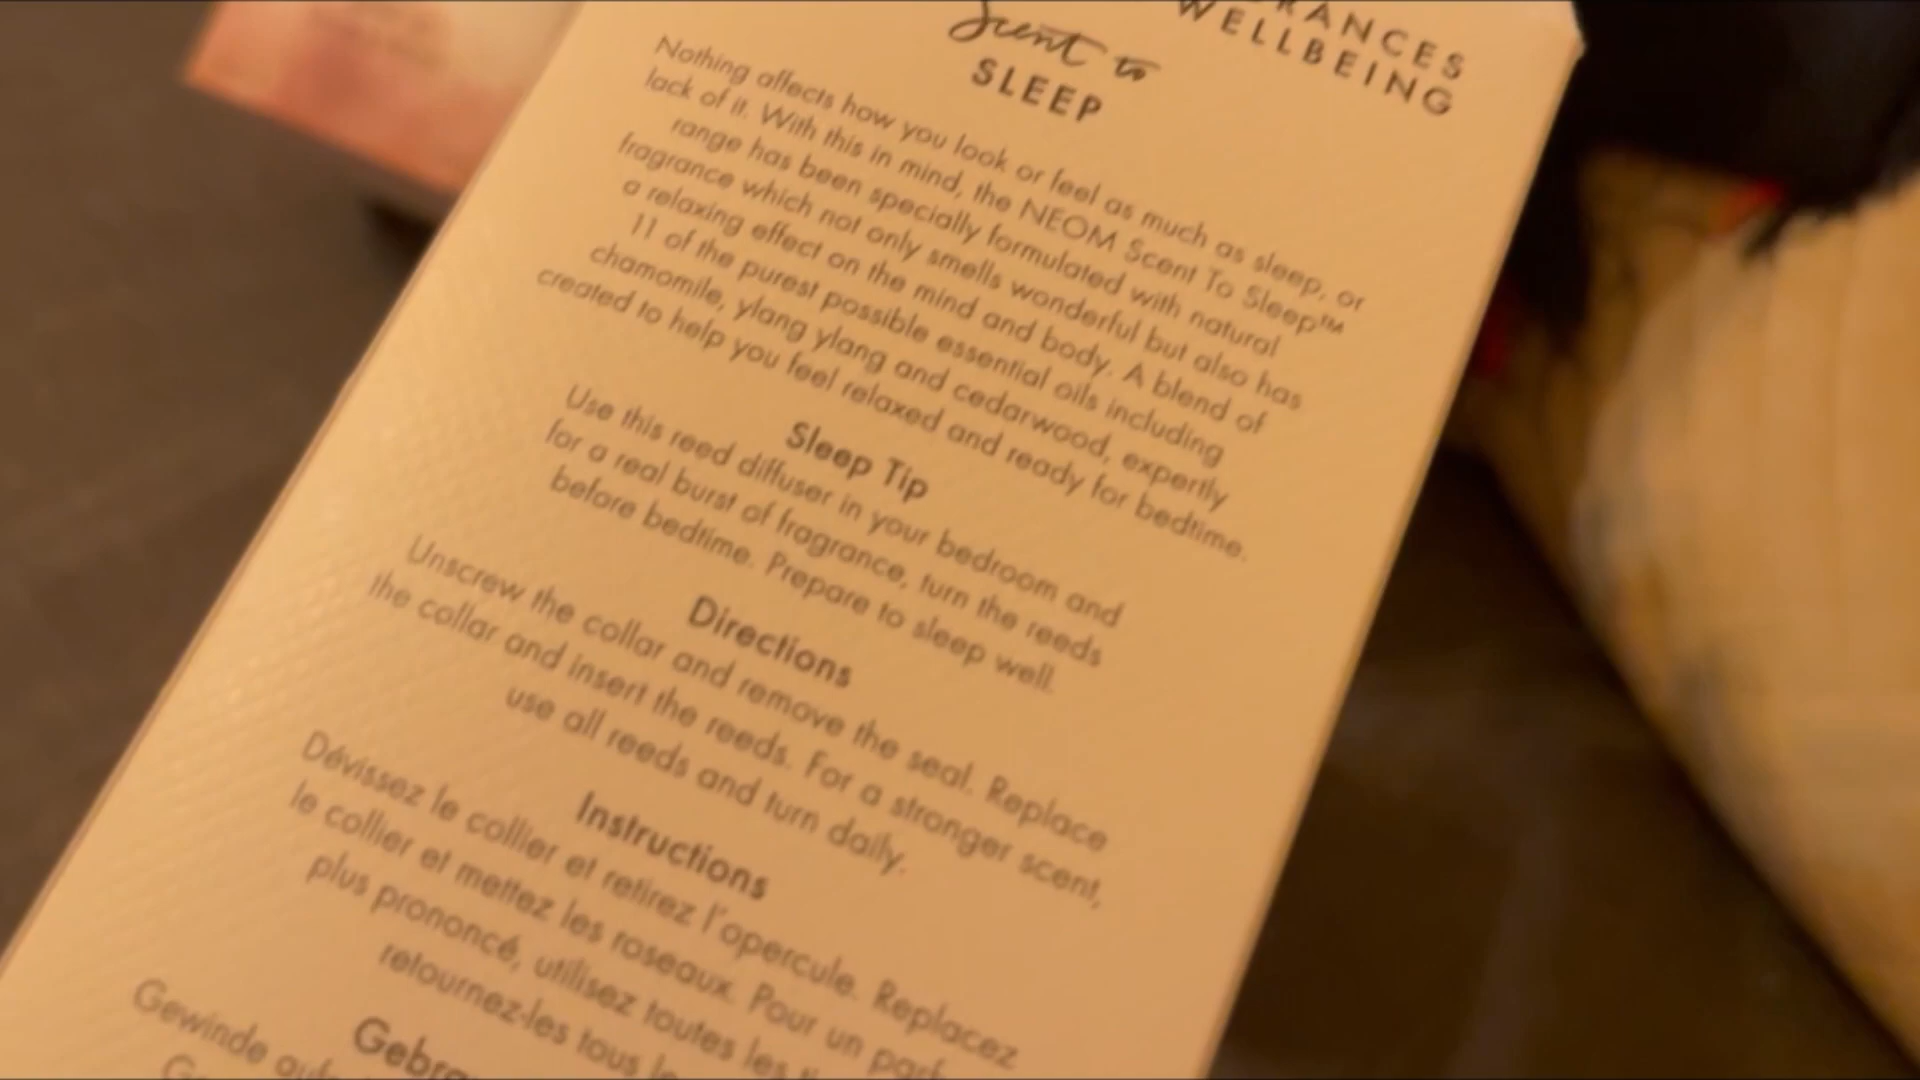 WELLBEING
Scent to
SLEEP
Nothing affects how you look or feel as much as sleep, or
lack of it. With this in mind, the NEOM Scent To Sleep™
range has been specially formulated with natural
fragrance which not only smells wonderful but also has
a relaxing effect on the mind and body. A blend of
11 of the purest possible essential oils including
chamomile, ylang ylang and cedarwood, expertly
created to help you feel relaxed and ready for bedtime.
Sleep Tip
Use this reed diffuser in your bedroom and
for a real burst of fragrance, turn the reeds
before bedtime. Prepare to sleep well.
Directions
Unscrew the collar and remove the seal. Replace
the collar and insert the reeds. For a stronger scent,
use all reeds and turn daily.
Instructions
Dévissez le collier et retirez l'opercule. Replacez
le collier et mettez les roseaux. Pour un
plus prononcé, utilisez toutes les
retournez-les tous
Gewinde